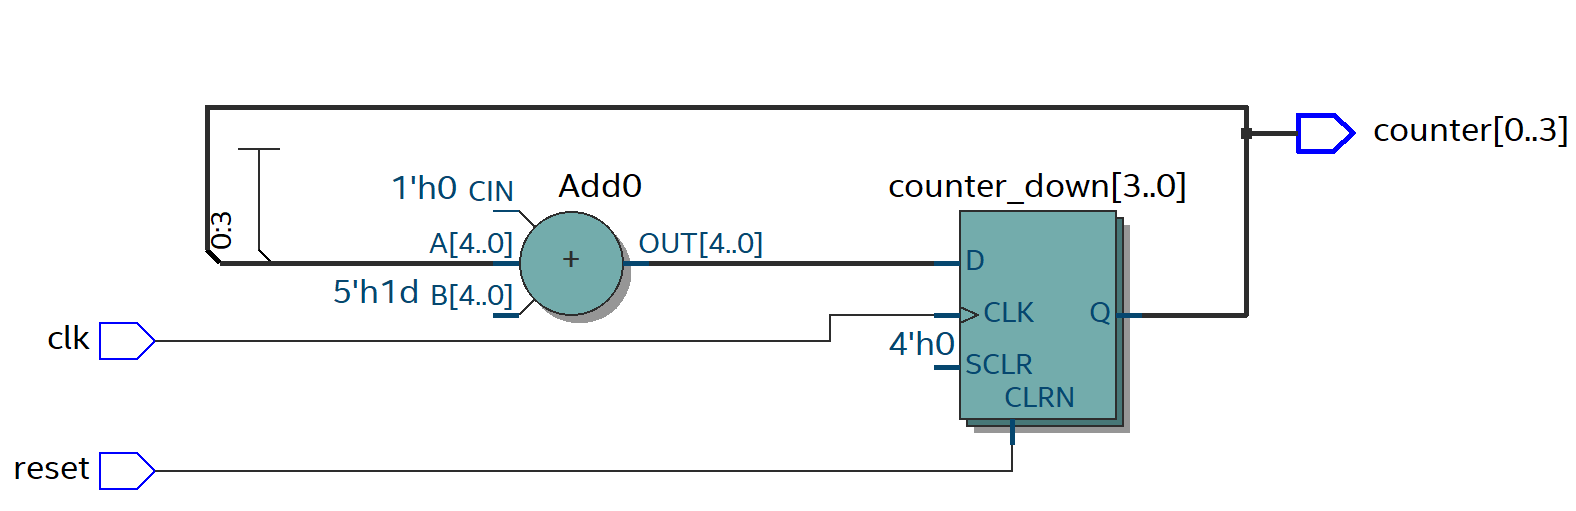 counter[0..3]
Add0
counter_down[3..0]
1'h0 CIN
0:3
A[4..0]
OUT[4..0]
+
D
5'h1d B[4..0]
CLK
Q
clk
4'h0
SCLR
CLRN
reset